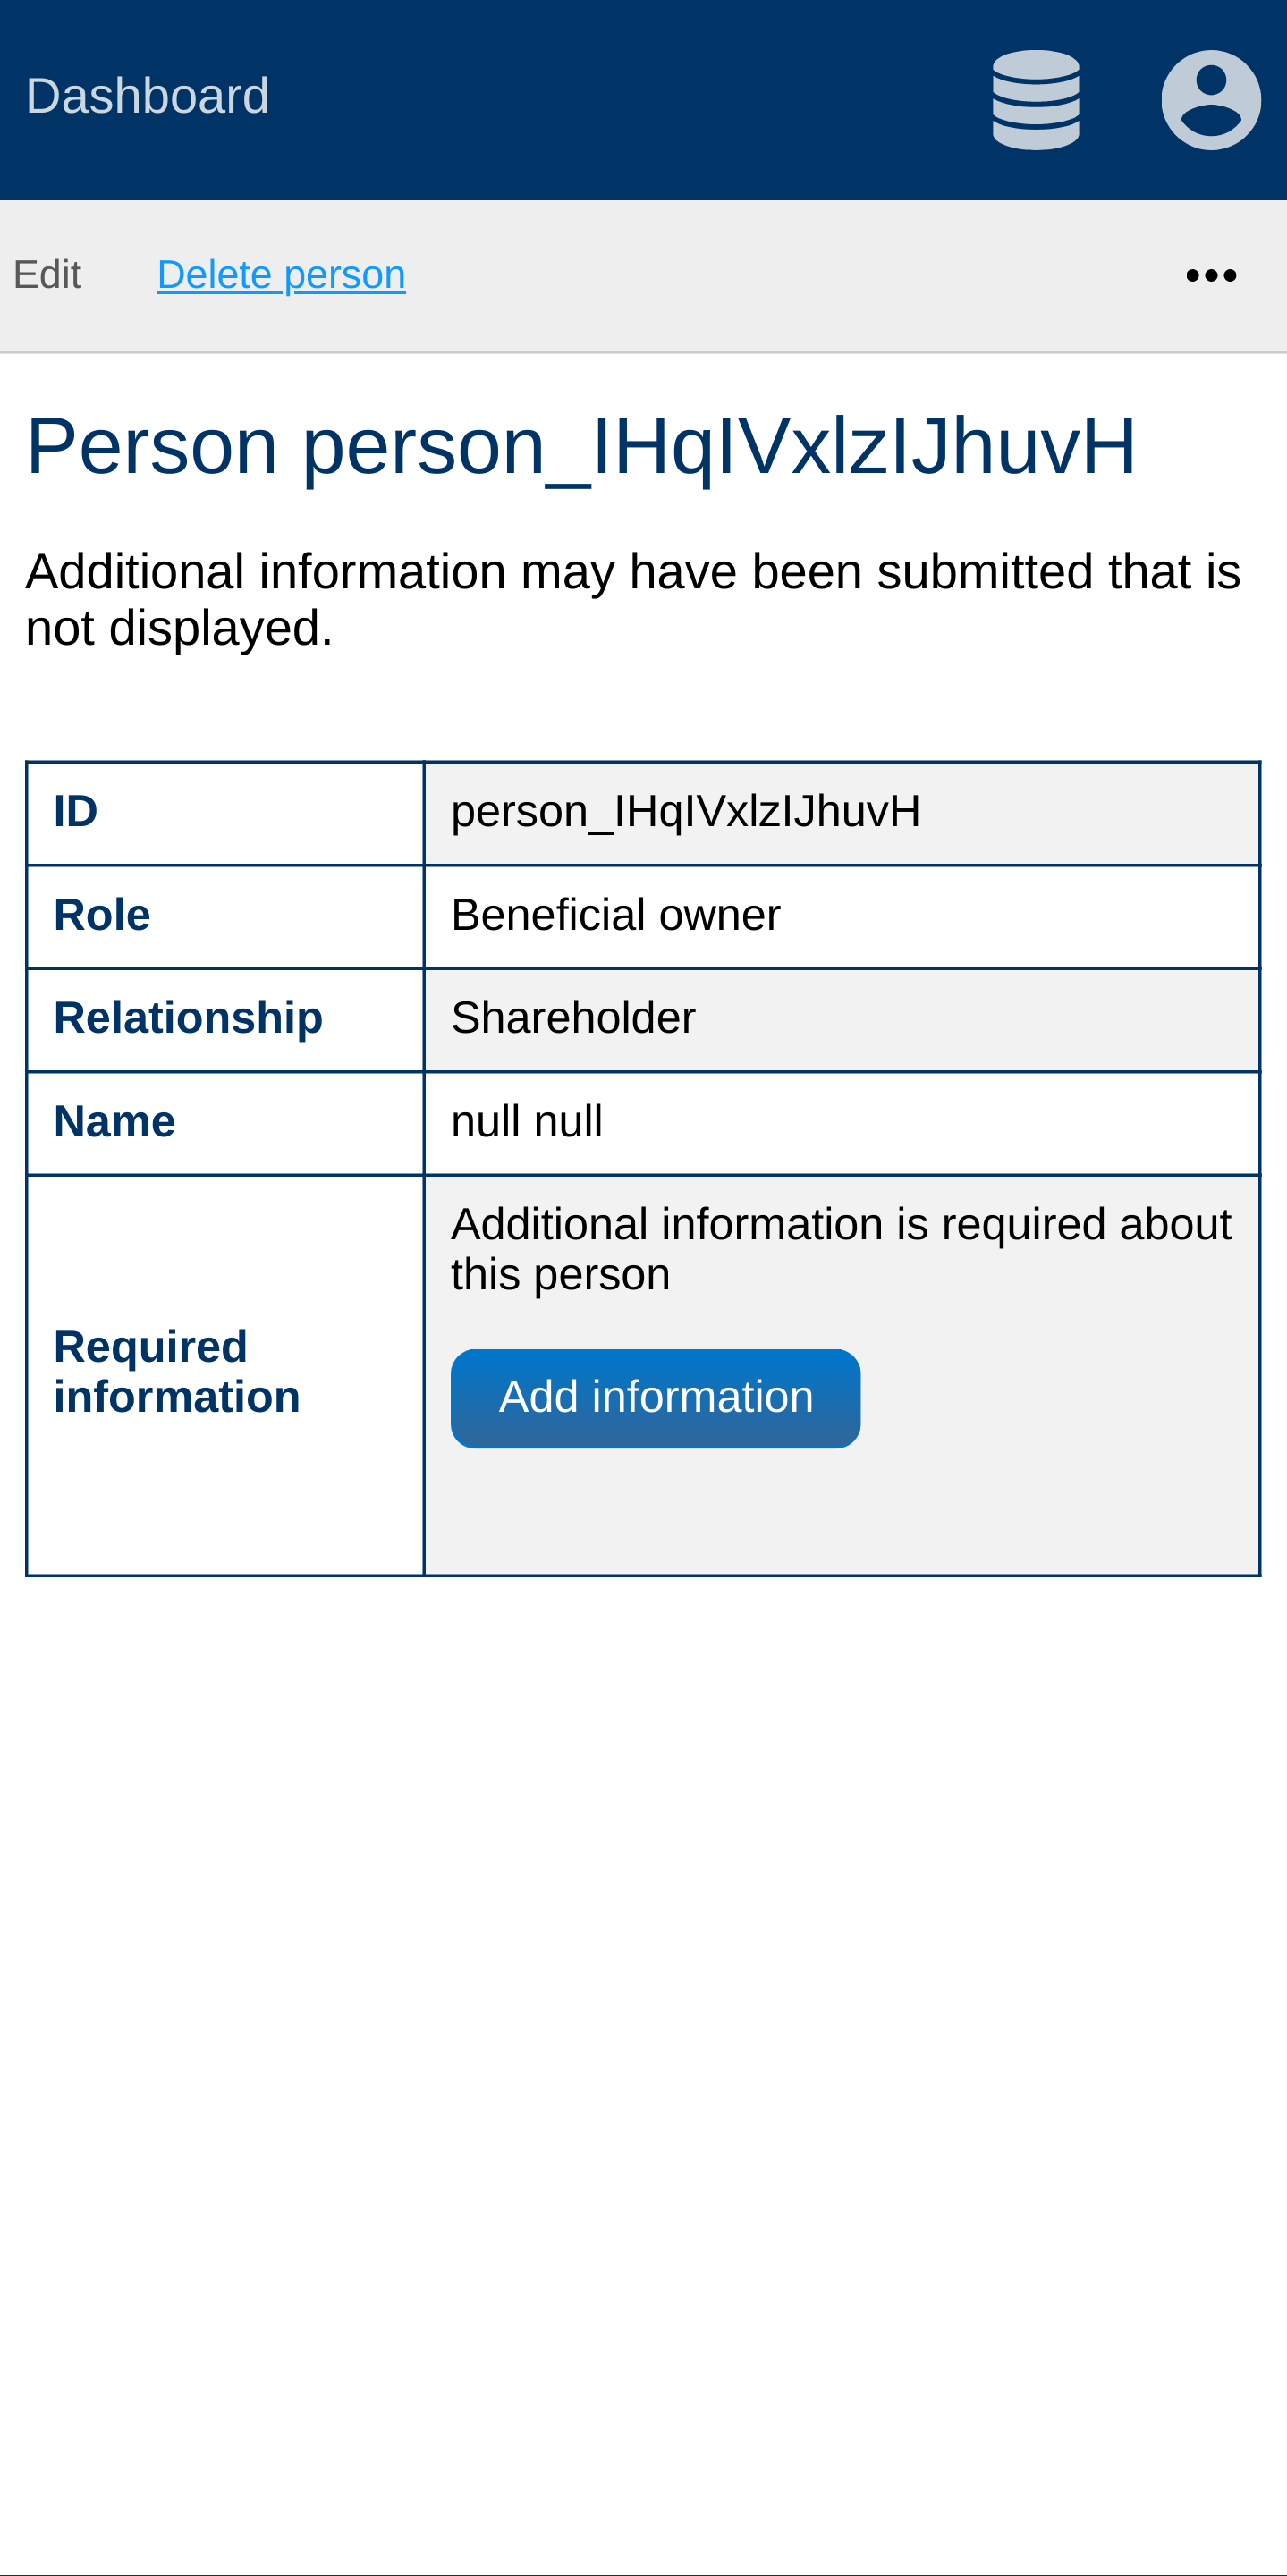 Dashboard
Edit Delete person
Person person_IHqIVxlzIJhuvH
Additional information may have been submitted that is
not displayed.
ID person_IHqIVxlzIJhuvH
Role Beneficial owner
Relationship Shareholder
Name null null
Required
information
Additional information is required about
this person
Add information